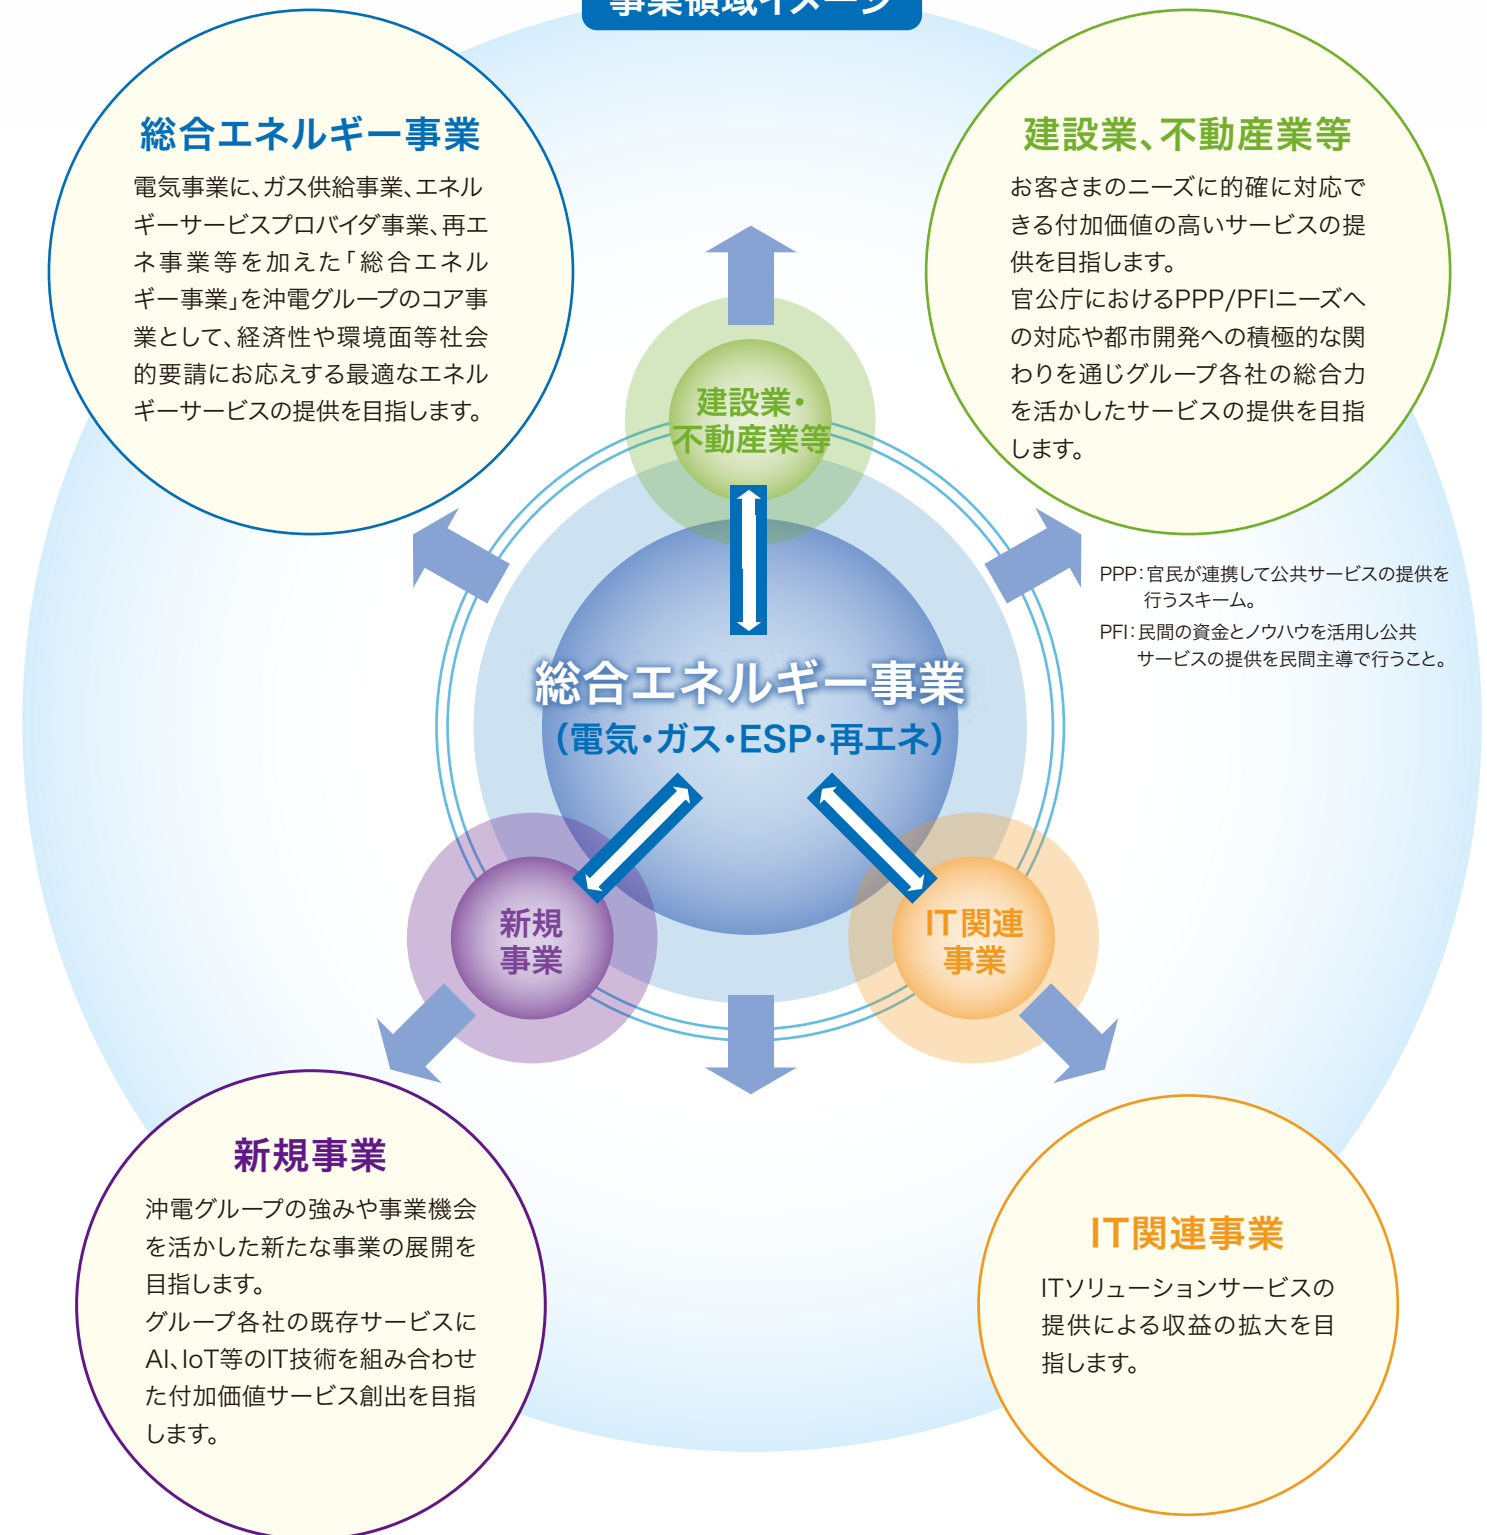 事業領域イメージ
総合エネルギー事業
電気事業に、ガス供給事業、エネル
ギーサービスプロバイダ事業、再エ
ネ事業等を加えた「総合エネル
ギー事業」を沖電グループのコア事
業として、経済性や環境面等社会
的要請にお応えする最適なエネル
ギーサービスの提供を目指します。
建設業、不動産業等
お客さまのニーズに的確に対応で
きる付加価値の高いサービスの提
供を目指します。
官公庁におけるPPP/PFIニーズへ
の対応や都市開発への積極的な関
わりを通じグループ各社の総合力
を活かしたサービスの提供を目指
します。
PPP：官民が連携して公共サービスの提供を
行うスキーム。
PFI：民間の資金とノウハウを活用し公共
サービスの提供を民間主導で行うこと。
建設業・
不動産業等
総合エネルギー事業
（電気・ガス・ESP・再エネ）
新規
事業
IT関連
事業
新規事業
沖電グループの強みや事業機会
を活かした新たな事業の展開を
目指します。
グループ各社の既存サービスに
AI、IoT等のIT技術を組み合わせ
た付加価値サービス創出を目指
します。
IT関連事業
ITソリューションサービスの
提供による収益の拡大を目
指します。